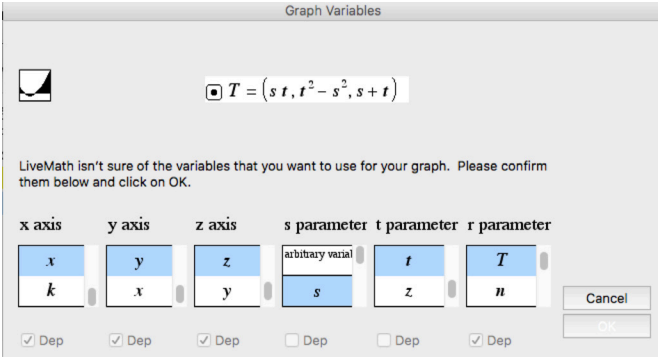 Graph Variables
T = (s t, t² − s², s + t)
LiveMath isn't sure of the variables that you want to use for your graph. Please confirm
them below and click on OK.
x axis y axis z axis s parameter t parameter r parameter
x y z arbitrary varial t T
k x y s z n
Cancel
Dep Dep Dep Dep Dep Dep
OK